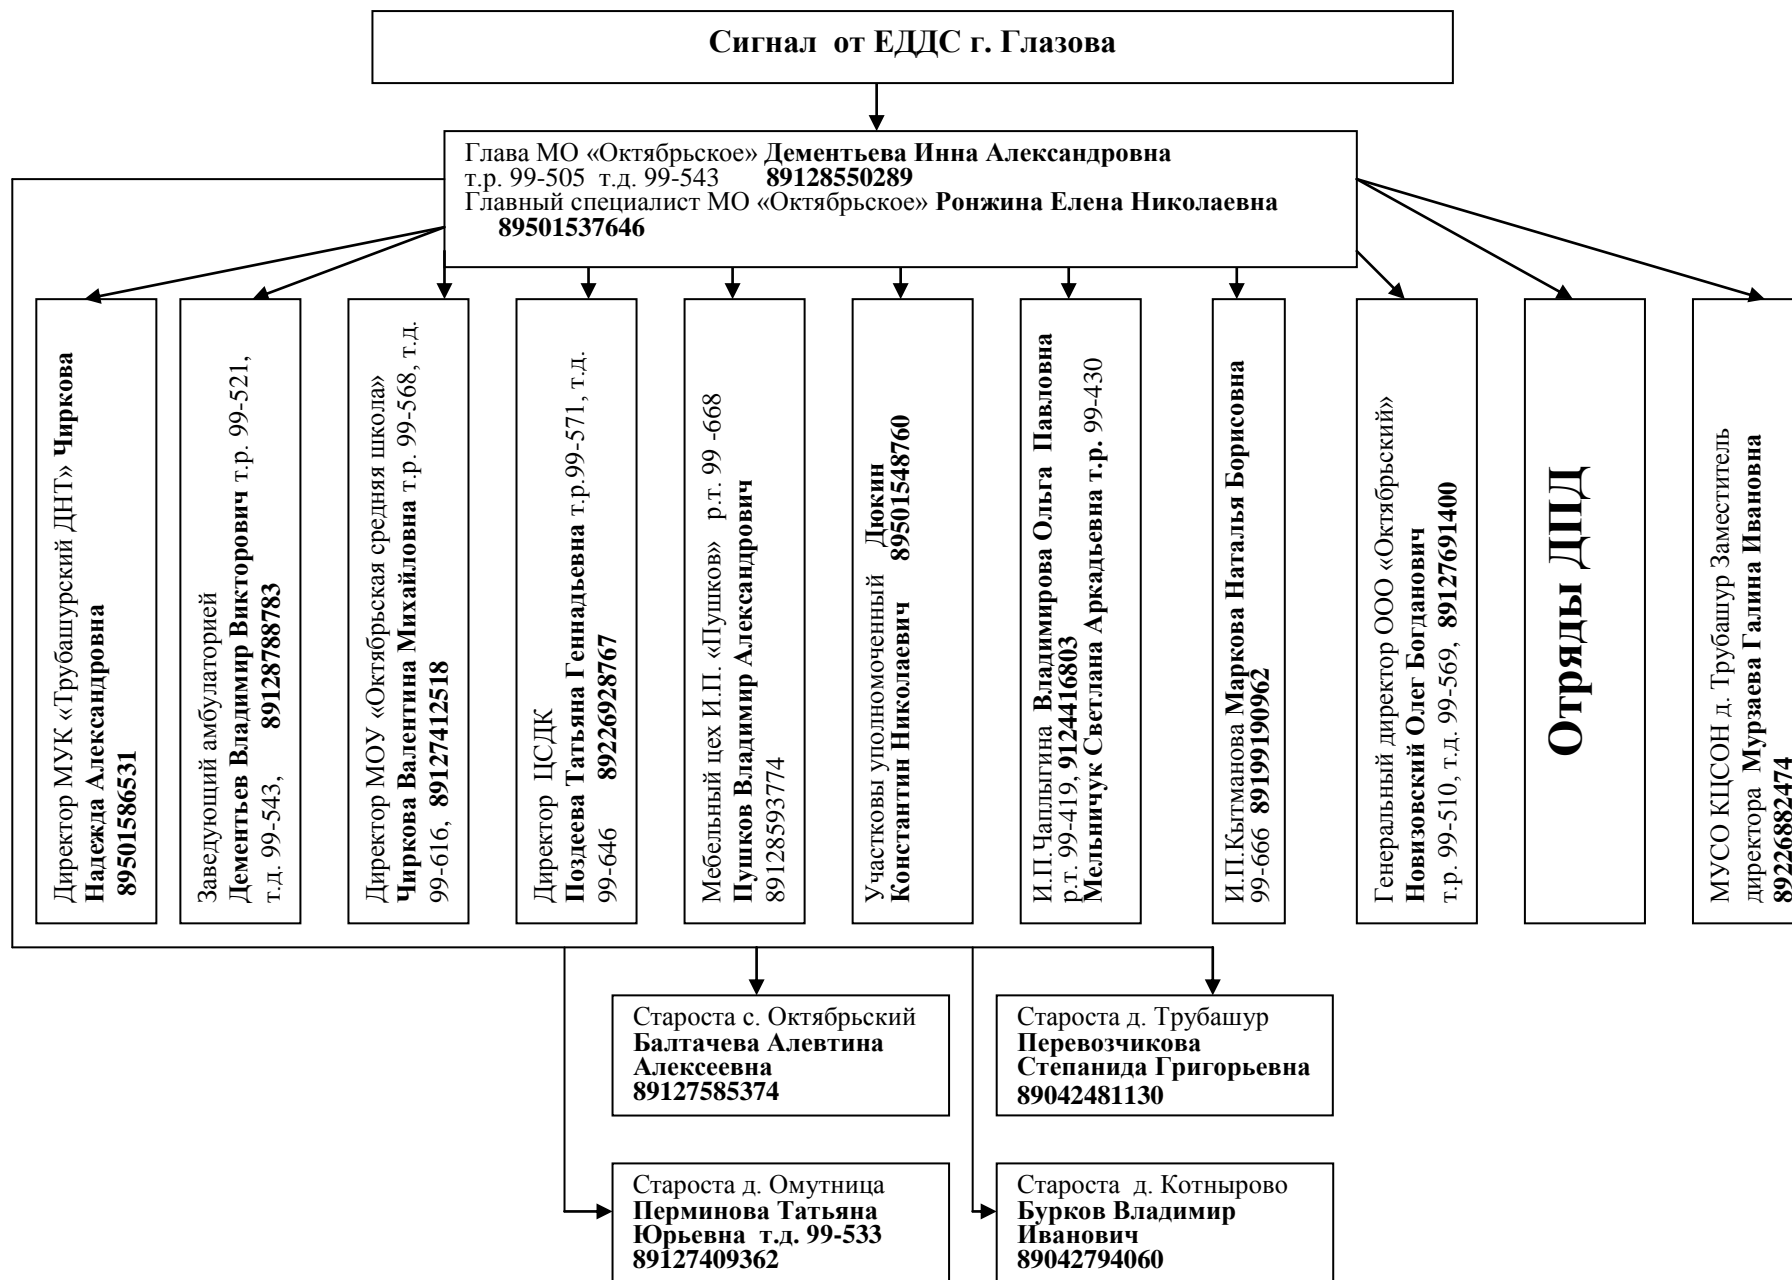 Сигнал от ЕДДС г. Глазова
Глава МО «Октябрьское» Дементьева Инна Александровна
т.р. 99-505 т.д. 99-543 89128550289
Главный специалист МО «Октябрьское» Ронжина Елена Николаевна
89501537646
Директор МУК «Трубашурский ДНТ» Чиркова
Надежда Александровна
89501586531
Заведующий амбулаторией
Дементьев Владимир Викторович т.р. 99-521,
т.д. 99-543, 89128788783
Директор МОУ «Октябрьская средняя школа»
Чиркова Валентина Михайловна т.р. 99-568, т.д.
99-616, 89127412518
Директор ЦСДК
Поздеева Татьяна Геннадьевна т.р.99-571, т.д.
99-646 89226928767
Мебельный цех И.П. «Пушков» р.т. 99 -668
Пушков Владимир Александрович
89128593774
Участковы уполномоченный Дюкин
Константин Николаевич 89501548760
И.П.Чаплыгина Владимирова Ольга Павловна
р.т. 99-419, 9124416803
Мельничук Светлана Аркадьевна т.р. 99-430
И.П.Кытманова Маркова Наталья Борисовна
99-666 89199190962
Генеральный директор ООО «Октябрьский»
Новизовский Олег Богданович
т.р. 99-510, т.д. 99-569, 89127691400
Отряды ДПД
МУСО КЦСОН д. Трубашур Заместитель
директора Мурзаева Галина Ивановна
89226882474
Староста с. Октябрьский
Балтачева Алевтина
Алексеевна
89127585374
Староста д. Трубашур
Перевозчикова
Степанида Григорьевна
89042481130
Староста д. Омутница
Перминова Татьяна
Юрьевна т.д. 99-533
89127409362
Староста д. Котнырово
Бурков Владимир
Иванович
89042794060